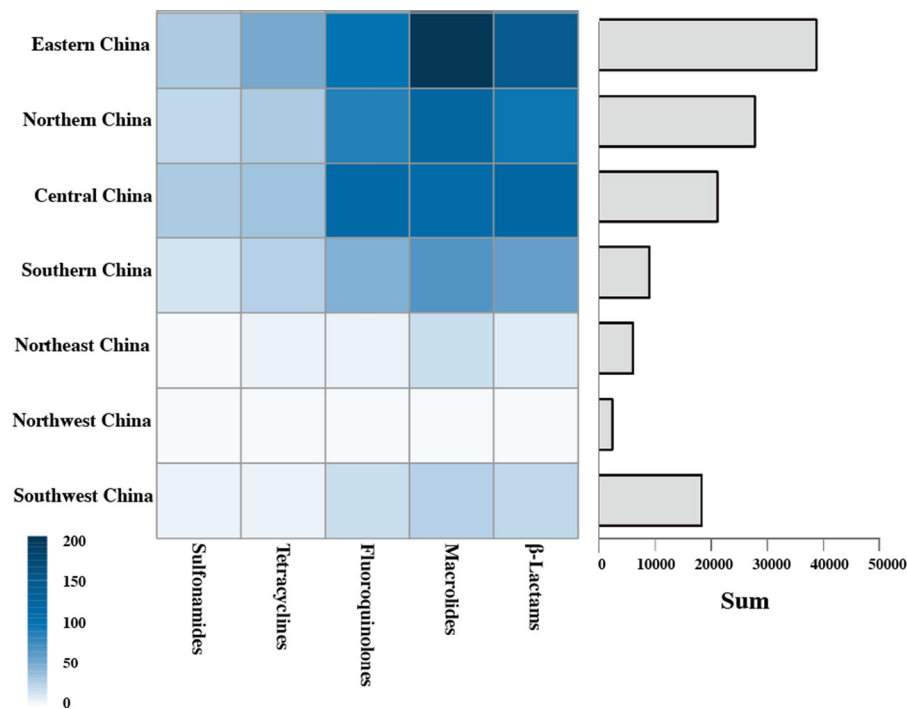 Eastern China
Northern China
Central China
Southern China
Northeast China
Northwest China
Southwest China
200
150
100
50
0
Sulfonamides
Tetracyclines
Fluoroquinolones
Macrolides
β-Lactans
0 10000 20000 30000 40000 50000
Sum